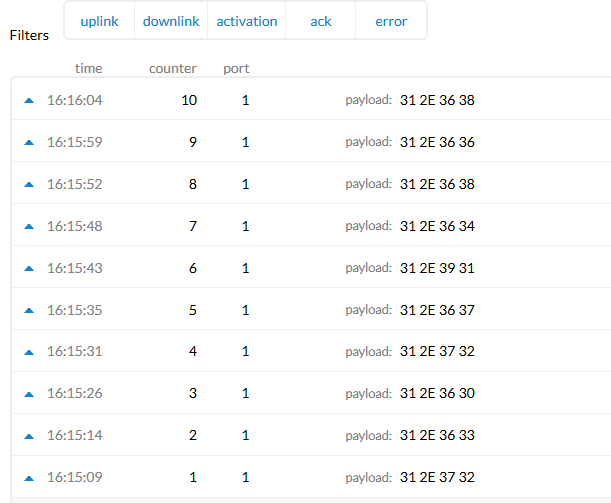 Filters uplink downlink activation ack error
time counter port
16:16:04 10 1 payload: 31 2E 36 38
16:15:59 9 1 payload: 31 2E 36 36
16:15:52 8 1 payload: 31 2E 36 38
16:15:48 7 1 payload: 31 2E 36 34
16:15:43 6 1 payload: 31 2E 39 31
16:15:35 5 1 payload: 31 2E 36 37
16:15:31 4 1 payload: 31 2E 37 32
16:15:26 3 1 payload: 31 2E 36 30
16:15:14 2 1 payload: 31 2E 36 33
16:15:09 1 1 payload: 31 2E 37 32